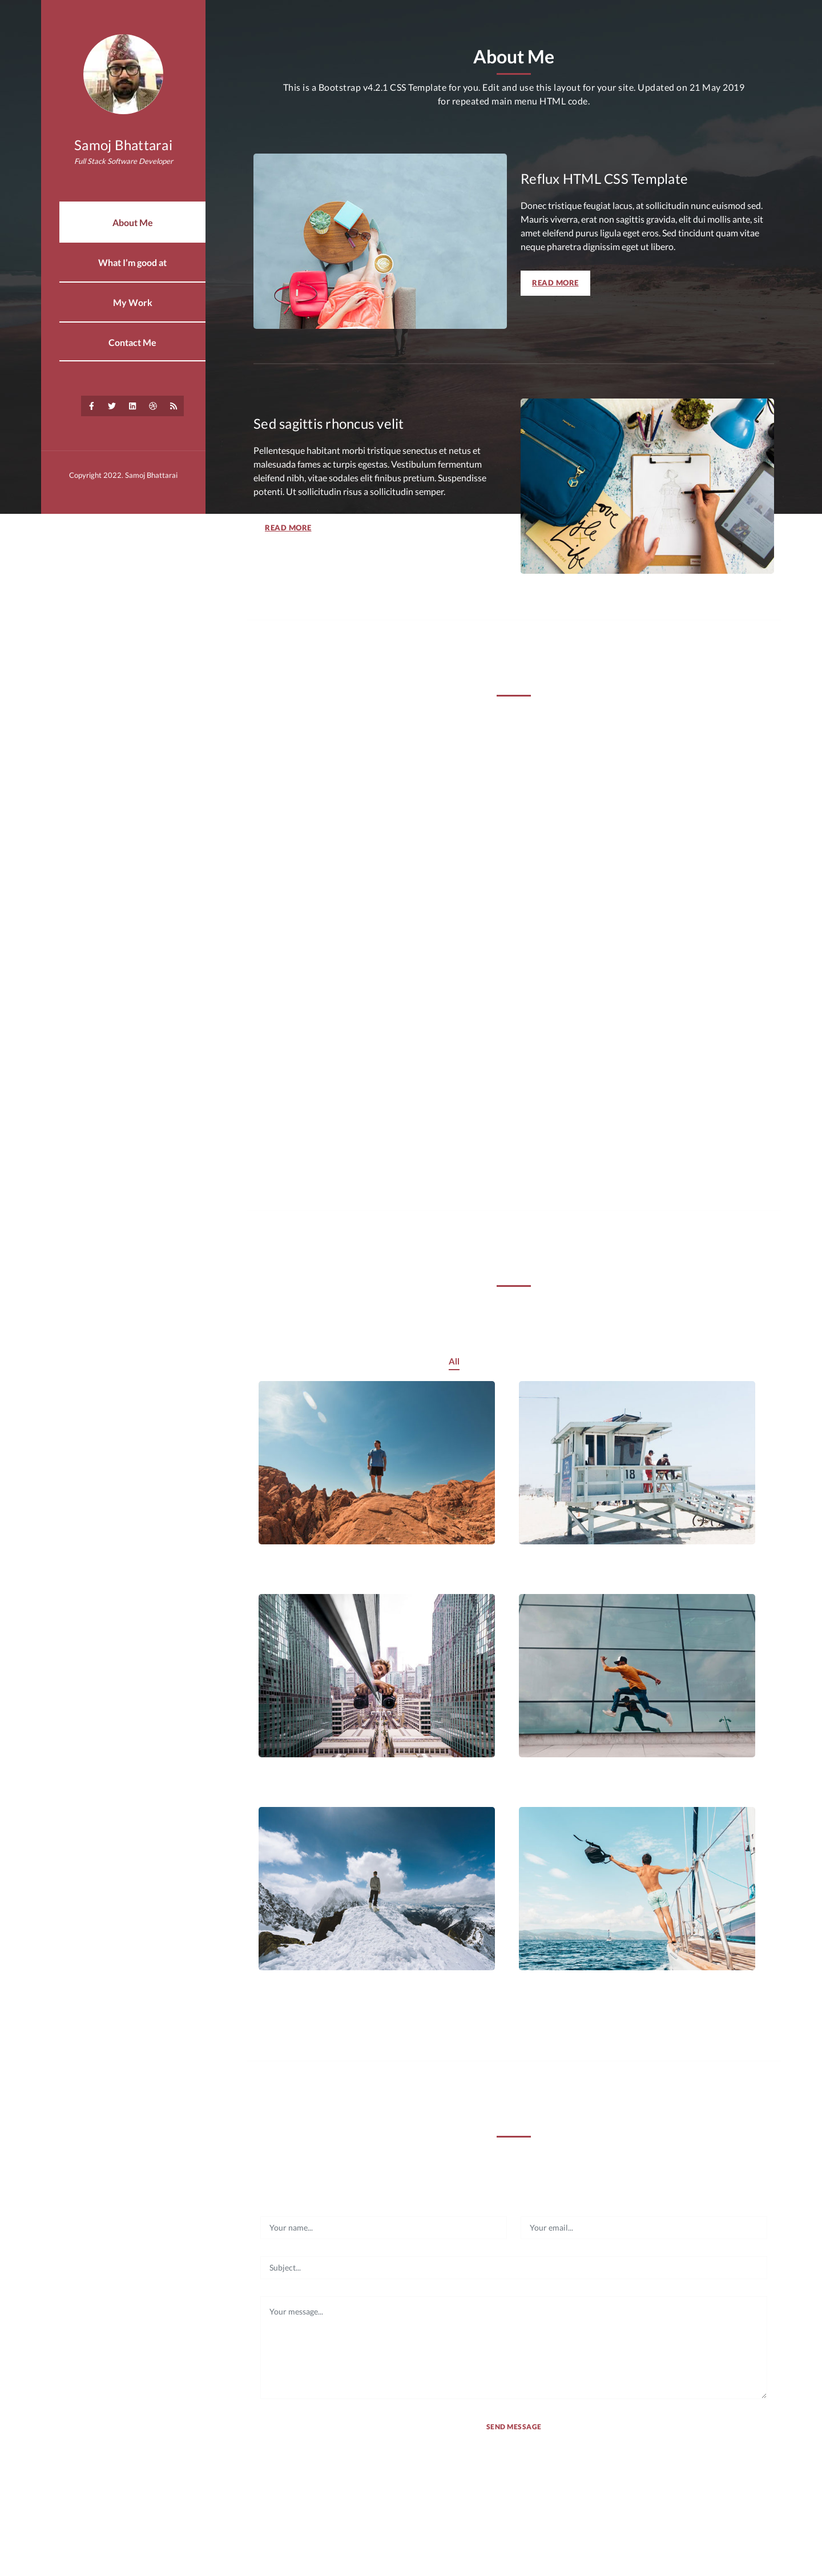 Samoj Bhattarai
Full Stack Software Developer
About Me
What I'm good at
My Work
Contact Me
Copyright 2022. Samoj Bhattarai
About Me
This is a Bootstrap v4.2.1 CSS Template for you. Edit and use this layout for your site. Updated on 21 May 2019
for repeated main menu HTML code.
Reflux HTML CSS Template
Donec tristique feugiat lacus, at sollicitudin nunc euismod sed.
Mauris viverra, erat non sagittis gravida, elit dui mollis ante, sit
amet eleifend purus ligula eget eros. Sed tincidunt quam vitae
neque pharetra dignissim eget ut libero.
READ MORE
Sed sagittis rhoncus velit
Pellentesque habitant morbi tristique senectus et netus et
malesuada fames ac turpis egestas. Vestibulum fermentum
eleifend nibh, vitae sodales elit finibus pretium. Suspendisse
potenti. Ut sollicitudin risus a sollicitudin semper.
READ MORE
Life
All
18
Your name...
Your email...
Subject...
Your message...
SEND MESSAGE